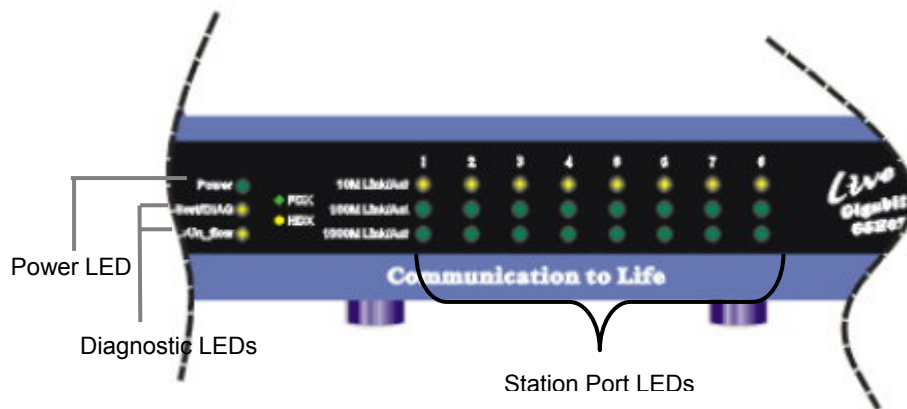 1 2 3 4 5 6 7 8
Power
10M Link/Act
FDX
100M Link/Act
HDX
1000M Link/Act
Live
Gigabit
Communication to Life
Power LED
Diagnostic LEDs
Station Port LEDs